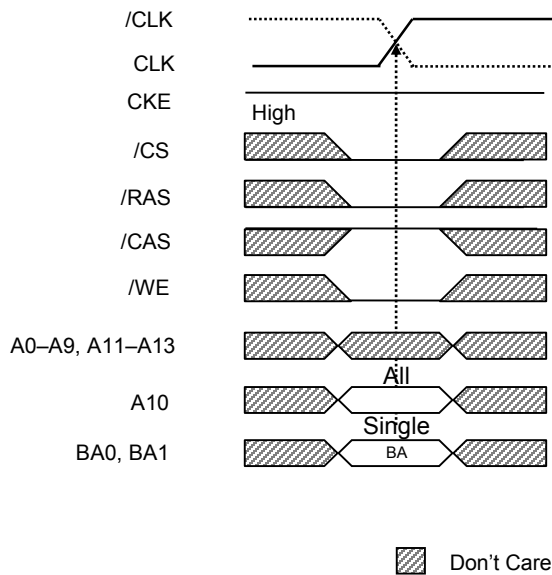 /CLK
CLK
CKE
High
/CS
/RAS
/CAS
/WE
A0–A9, A11–A13
All
A10
Single
BA0, BA1
BA
Don't Care